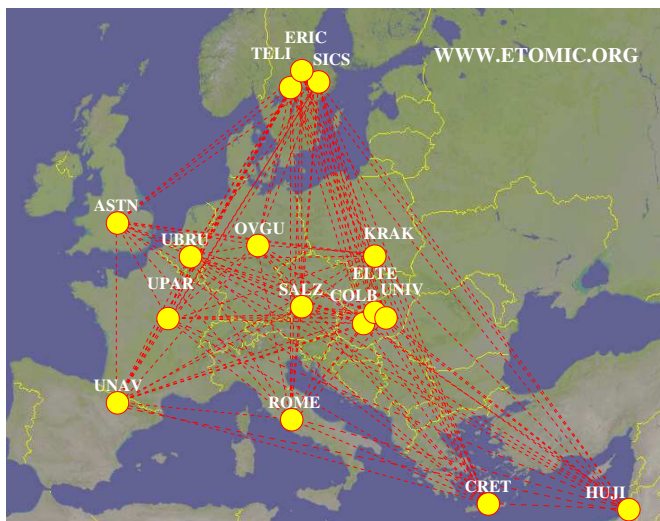 ERIC
TELI
SICS
WWW.ETOMIC.ORG
ASTN
UBRU
OVGU
KRAK
ELTE
UPAR
SALZ
COLB
UNIV
UNAV
ROME
CRET
HUJI